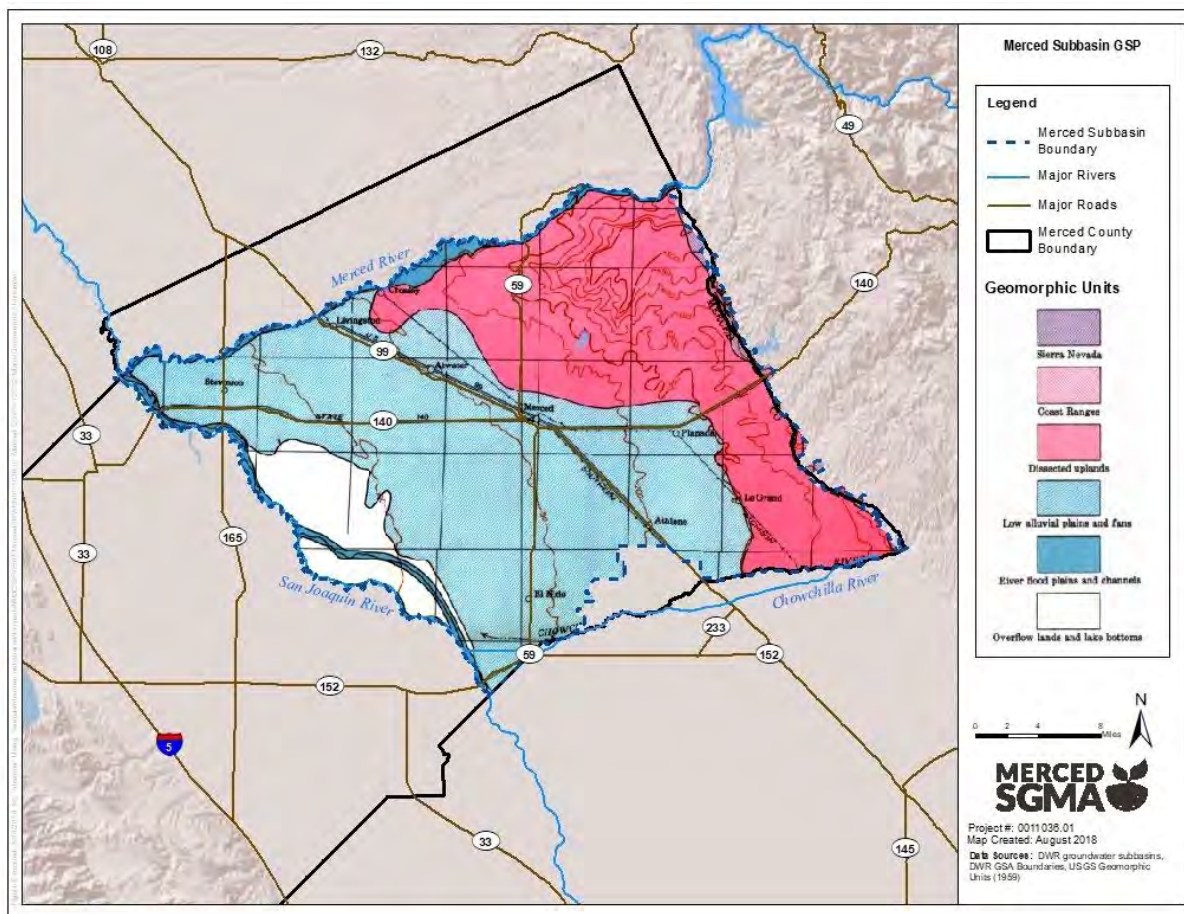 Merced Subbasin GSP
Legend
Merced Subbasin
Boundary
Major Rivers
Major Roads
Merced County
Boundary
Geomorphic Units
Sierra Nevada
Coast Ranges
Dissected uplands
Low alluvial plains and fans
River flood plains and channels
Overflow lands and lake bottoms
0 2 4 8
Miles
N
MERCED
SGMA
Project #: 0011036.01
Map Created: August 2018
Data Sources: DWR groundwater subbasins,
DWR GSA Boundaries, USGS Geomorphic
Units (1959)
108
132
49
Merced River
59
140
Livingston
99
Atwater
Stevinson
Merced
140
140
33
Planada
Le Grand
165
Athlone
33
San Joaquin River
El Nido
Chowchilla River
233
59
152
152
5
33
145